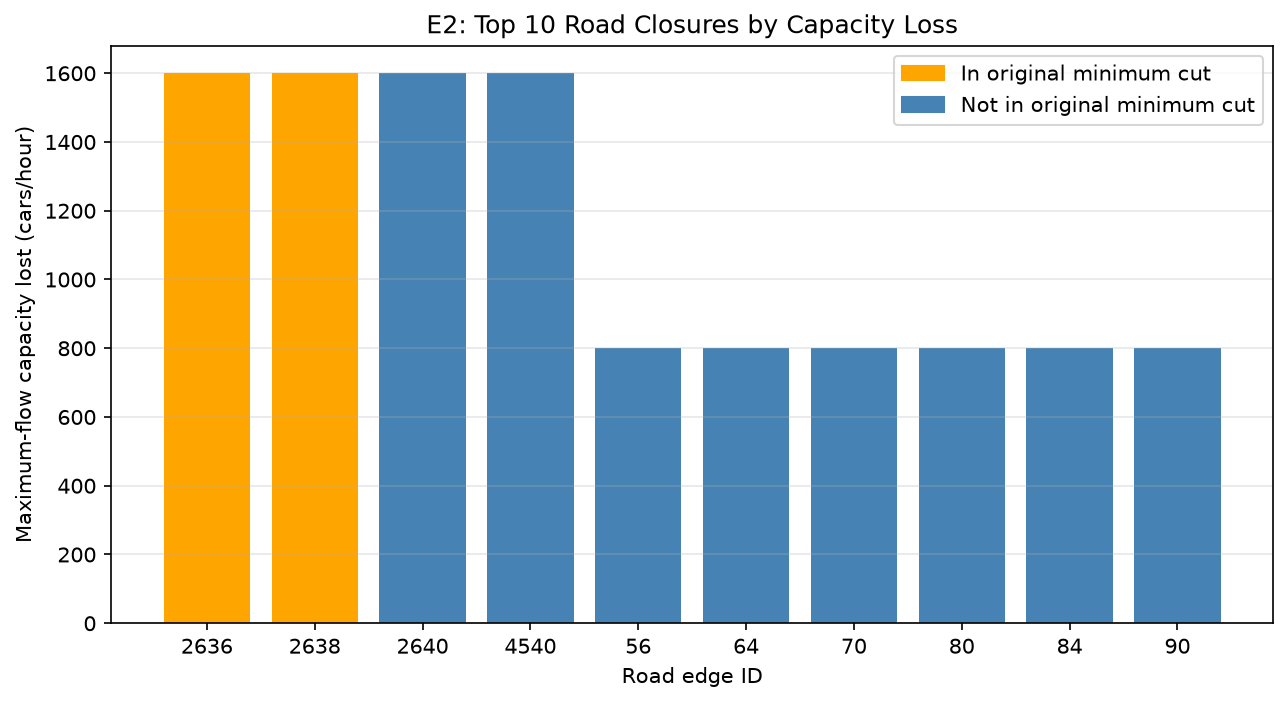 E2: Top 10 Road Closures by Capacity Loss
In original minimum cut
Not in original minimum cut
Maximum-flow capacity lost (cars/hour)
1600
1400
1200
1000
800
600
400
200
0
2636 2638 2640 4540 56 64 70 80 84 90
Road edge ID